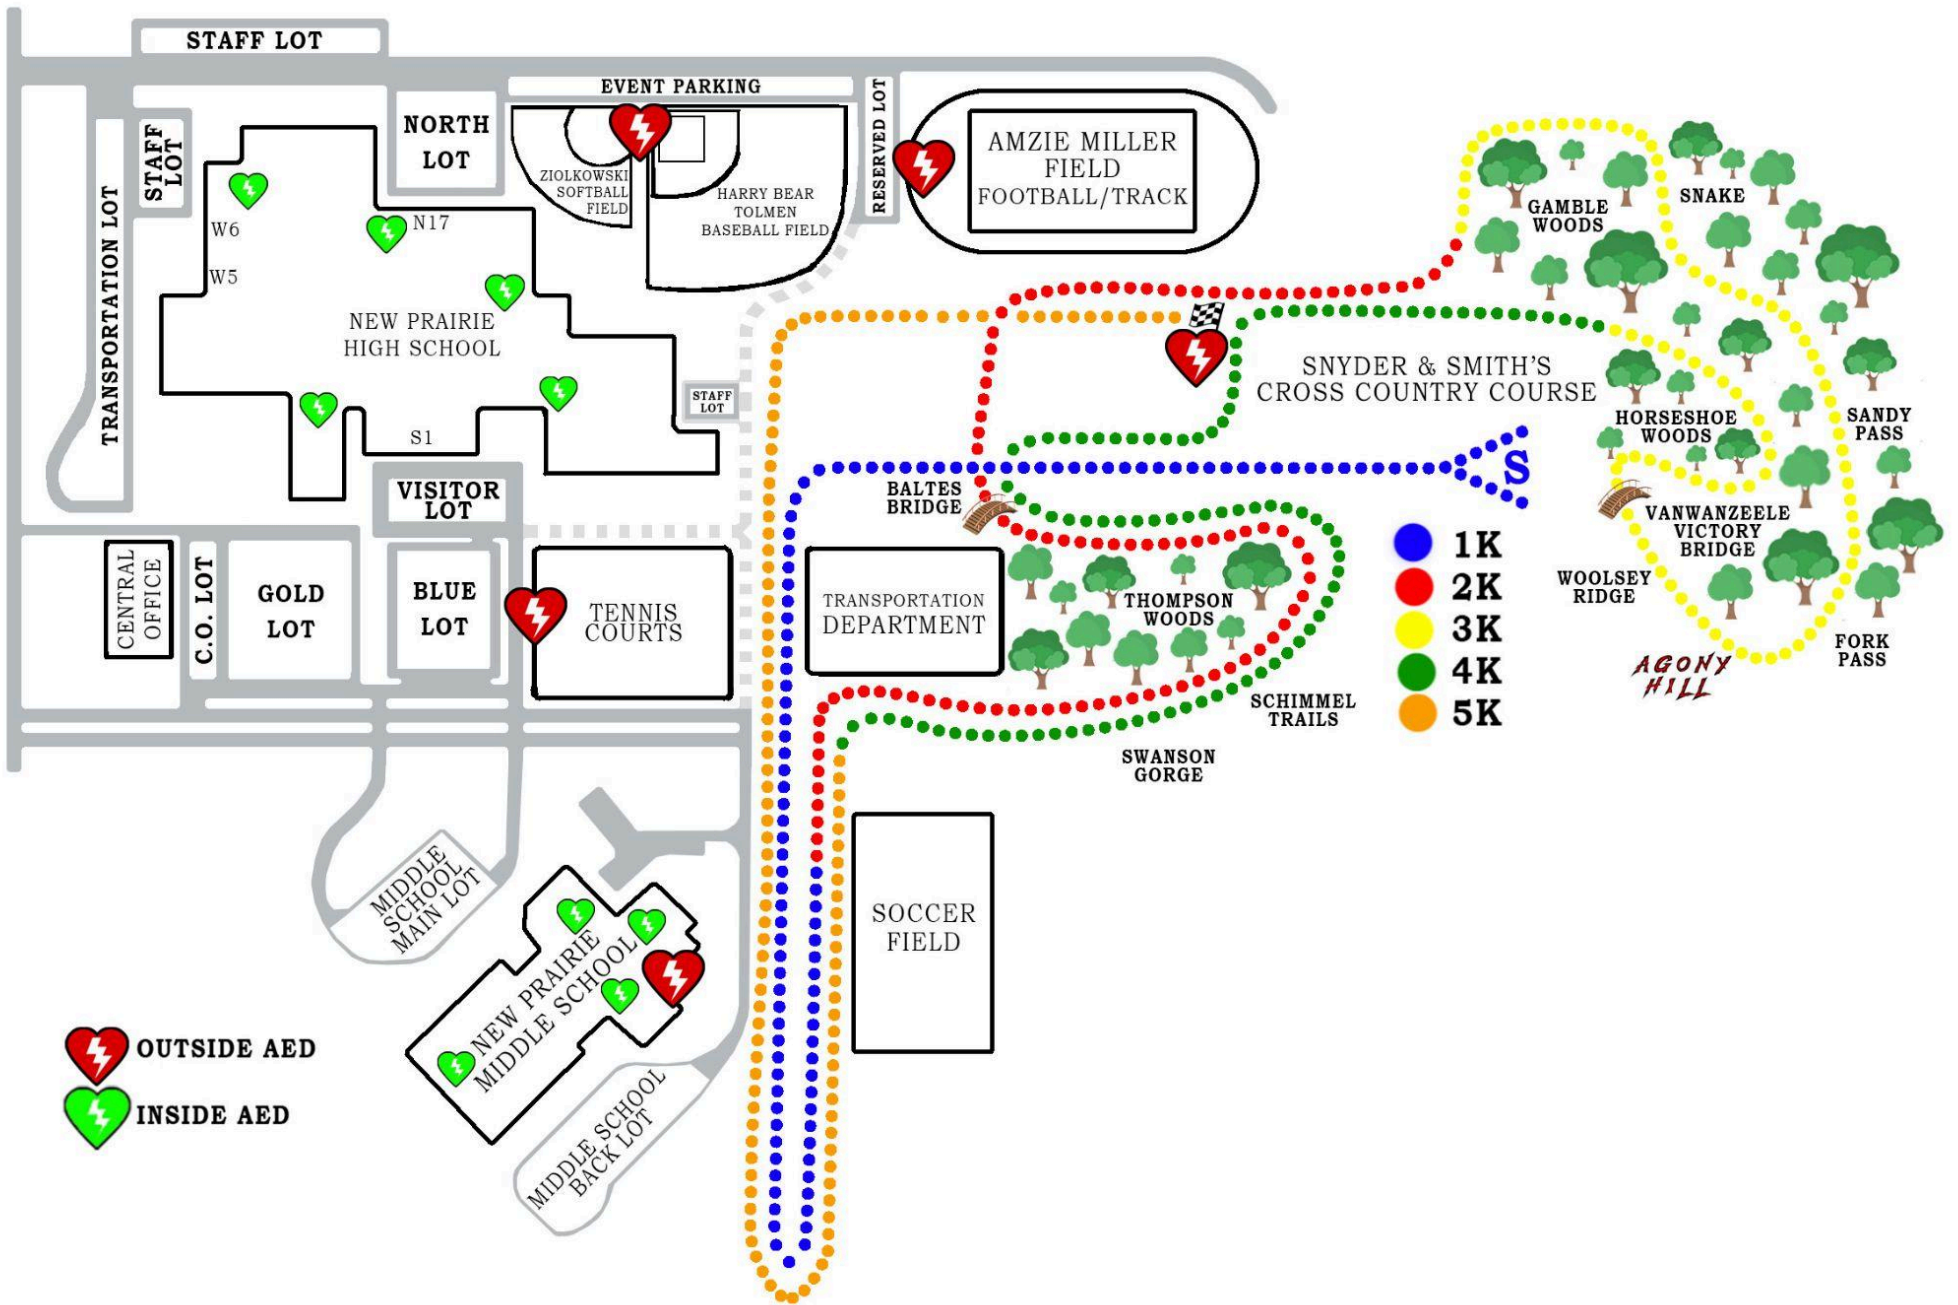 STAFF LOT
EVENT PARKING
RESERVED LOT
NORTH
LOT
STAFF
LOT
TRANSPORTATION LOT
ZIOLKOWSKI
SOFTBALL
FIELD
HARRY BEAR
TOLMEN
BASEBALL FIELD
AMZIE MILLER
FIELD
FOOTBALL/TRACK
GAMBLE
WOODS
SNAKE
W6
N17
W5
NEW PRAIRIE
HIGH SCHOOL
S1
STAFF
LOT
SNYDER & SMITH'S
CROSS COUNTRY COURSE
HORSESHOE
WOODS
SANDY
PASS
S
VISITOR
LOT
BALTES
BRIDGE
VANWANZEELE
VICTORY
BRIDGE
WOOLSEY
RIDGE
FORK
PASS
AGONY
HILL
1K
2K
3K
4K
5K
CENTRAL
OFFICE
C.O. LOT
GOLD
LOT
BLUE
LOT
TENNIS
COURTS
TRANSPORTATION
DEPARTMENT
THOMPSON
WOODS
SCHIMMEL
TRAILS
SWANSON
GORGE
MIDDLE
SCHOOL
MAIN LOT
SOCCER
FIELD
NEW PRAIRIE
MIDDLE SCHOOL
MIDDLE SCHOOL
BACK LOT
OUTSIDE AED
INSIDE AED